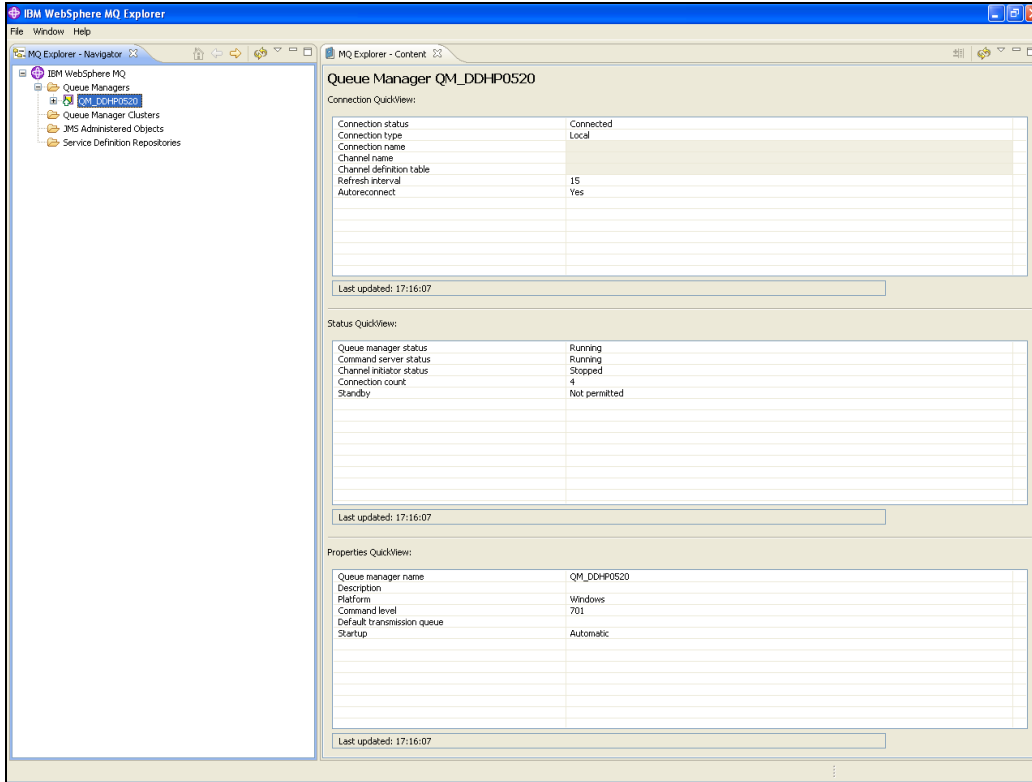 IBM WebSphere MQ Explorer
File Window Help
MQ Explorer - Navigator
IBM WebSphere MQ
Queue Managers
QM_DDHP0520
Queue Manager Clusters
JMS Administered Objects
Service Definition Repositories
MQ Explorer - Content
Queue Manager QM_DDHP0520
Connection QuickView:
Connection status Connected
Connection type Local
Connection name
Channel name
Channel definition table
Refresh interval 15
Autoreconnect Yes
Last updated: 17:16:07
Status QuickView:
Queue manager status Running
Command server status Running
Channel initiator status Stopped
Connection count 4
Standby Not permitted
Last updated: 17:16:07
Properties QuickView:
Queue manager name QM_DDHP0520
Description
Platform Windows
Command level 701
Default transmission queue
Startup Automatic
Last updated: 17:16:07